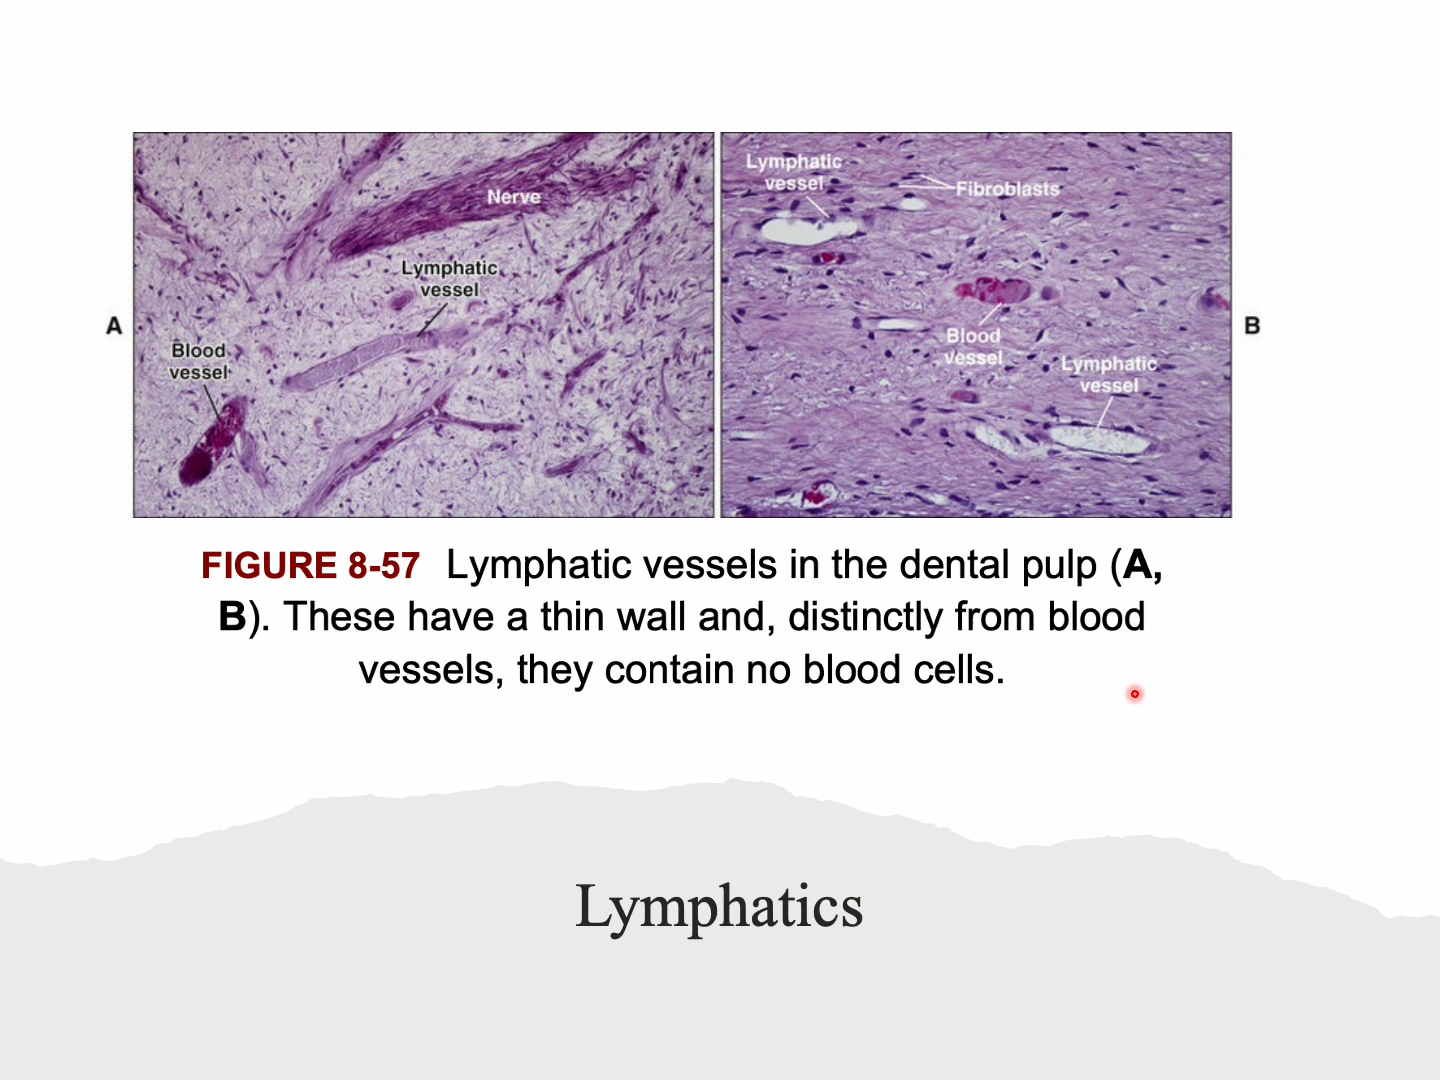 A
Nerve
Lymphatic
vessel
Blood
vessel
Lymphatic
vessel
Fibroblasts
Blood
vessel
Lymphatic
vessel
B
FIGURE 8-57 Lymphatic vessels in the dental pulp (A,
B). These have a thin wall and, distinctly from blood
vessels, they contain no blood cells.
Lymphatics